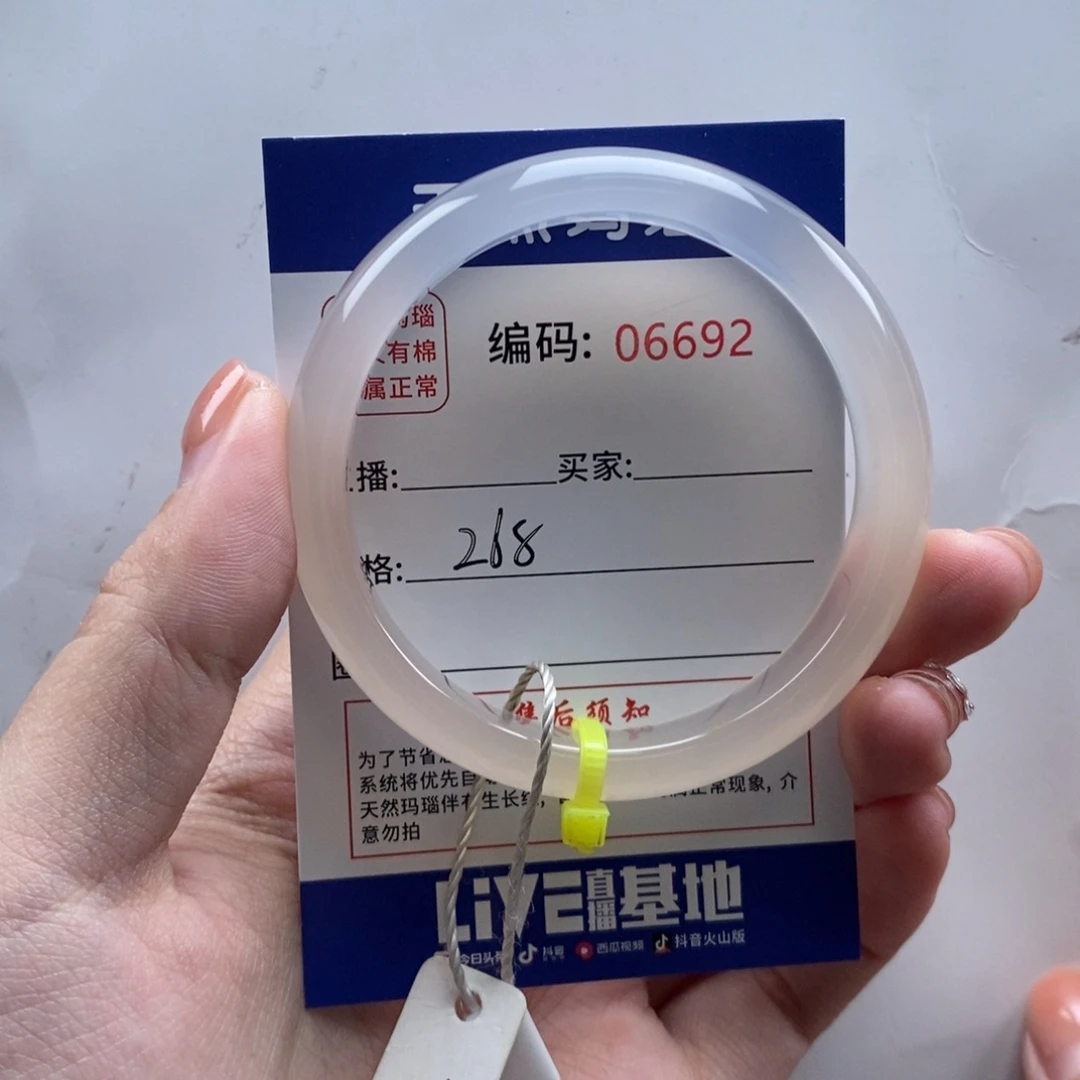 瑙
有棉
属正常
编码: 06692
播:
买家:
格: 268
售后须知
为了节省
系统将优先自
天然玛瑙伴有生长纹,
正常现象, 介
意勿拍
LiVE直播基地
今日头条 抖音 西瓜视频 抖音火山版